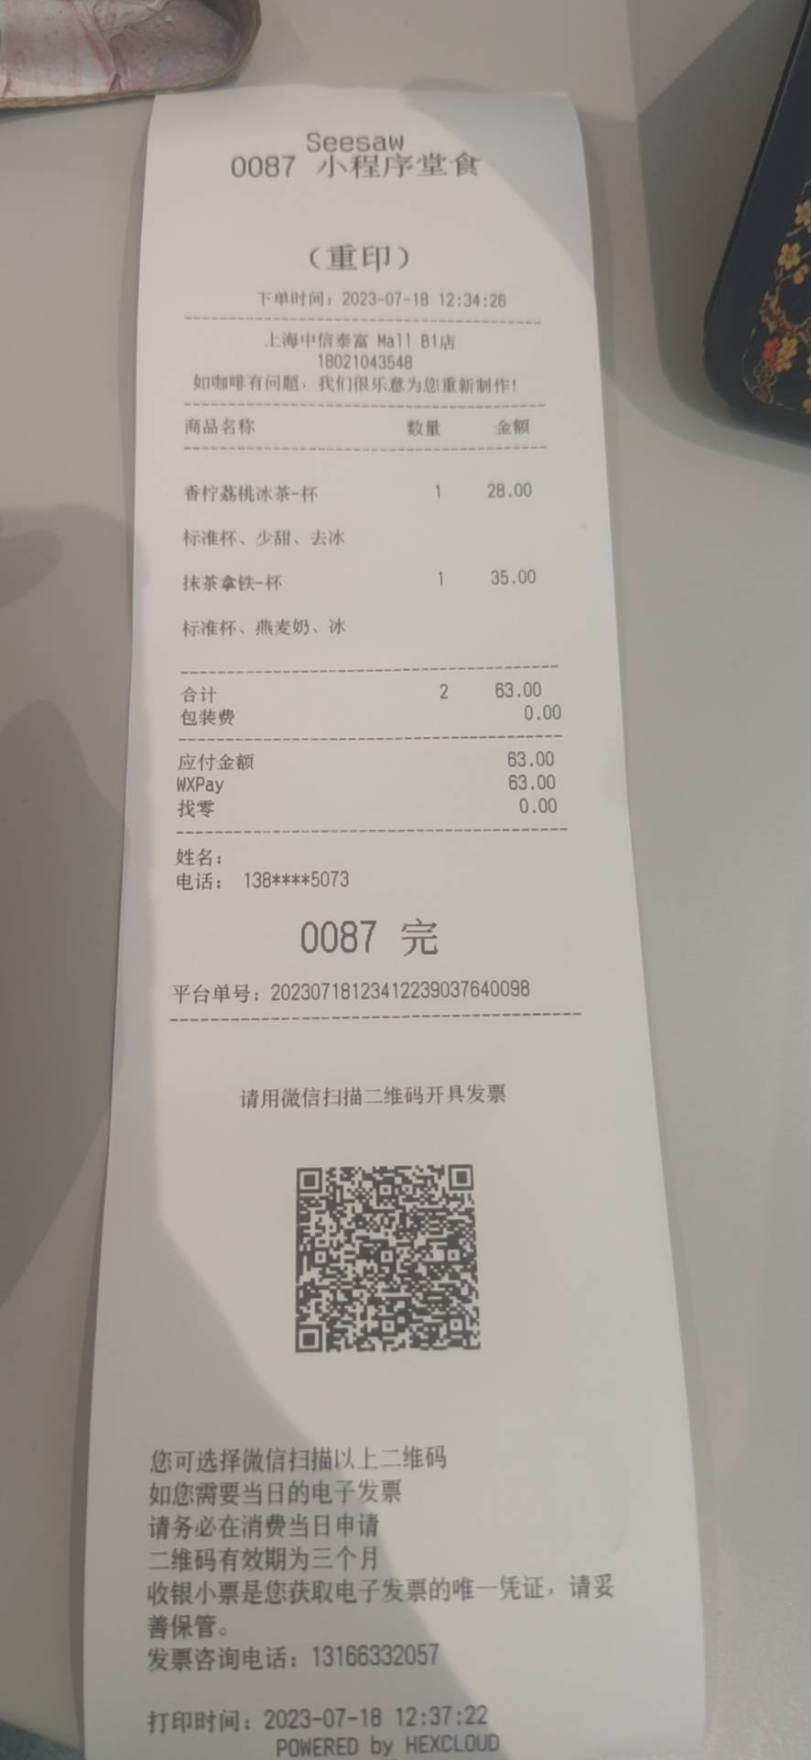 Seesaw
0087 小程序堂食
（重印）
下单时间：2023-07-18 12:34:26
上海中信泰富 Mall B1店
18021043548
如咖啡有问题，我们很乐意为您重新制作！
商品名称 数量 金额
香柠荔桃冰茶-杯 1 28.00
标准杯、少甜、去冰
抹茶拿铁-杯 1 35.00
标准杯、燕麦奶、冰
合计 2 63.00
包装费 0.00
应付金额 63.00
WXPay 63.00
找零 0.00
姓名：
电话： 138****5073
0087 完
平台单号：202307181234122239037640098
请用微信扫描二维码开具发票
您可选择微信扫描以上二维码
如您需要当日的电子发票
请务必在消费当日申请
二维码有效期为三个月
收银小票是您获取电子发票的唯一凭证，请妥
善保管。
发票咨询电话：13166332057
打印时间：2023-07-18 12:37:22
POWERED by HEXCLOUD